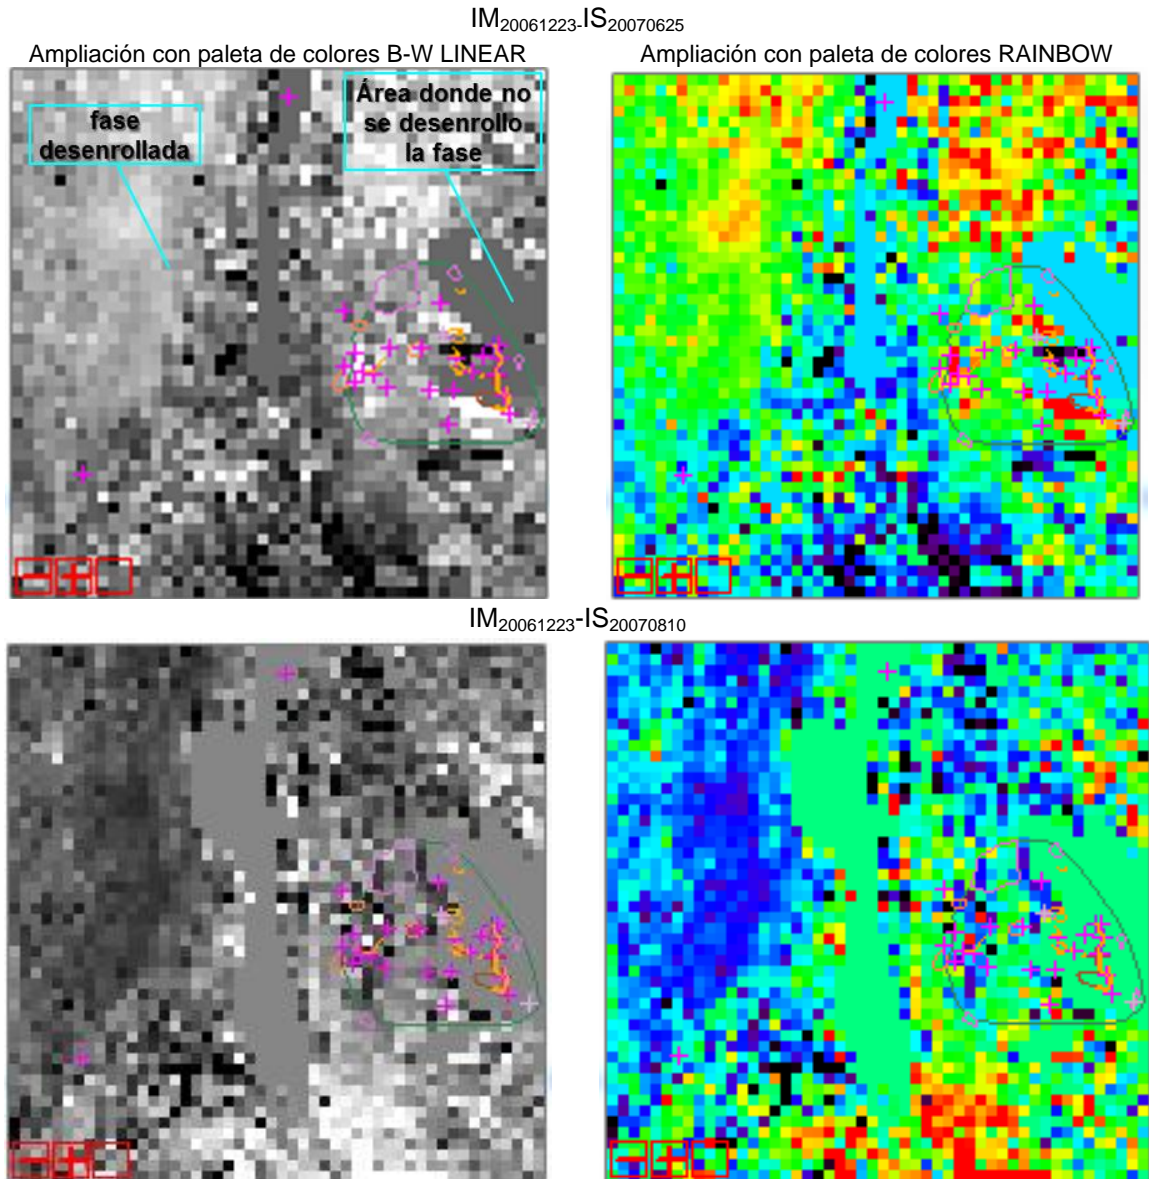 IM20061223-IS20070625
Ampliación con paleta de colores B-W LINEAR
Ampliación con paleta de colores RAINBOW
fase
desenrollada
Área donde no
se desenrollo
la fase
IM20061223-IS20070810